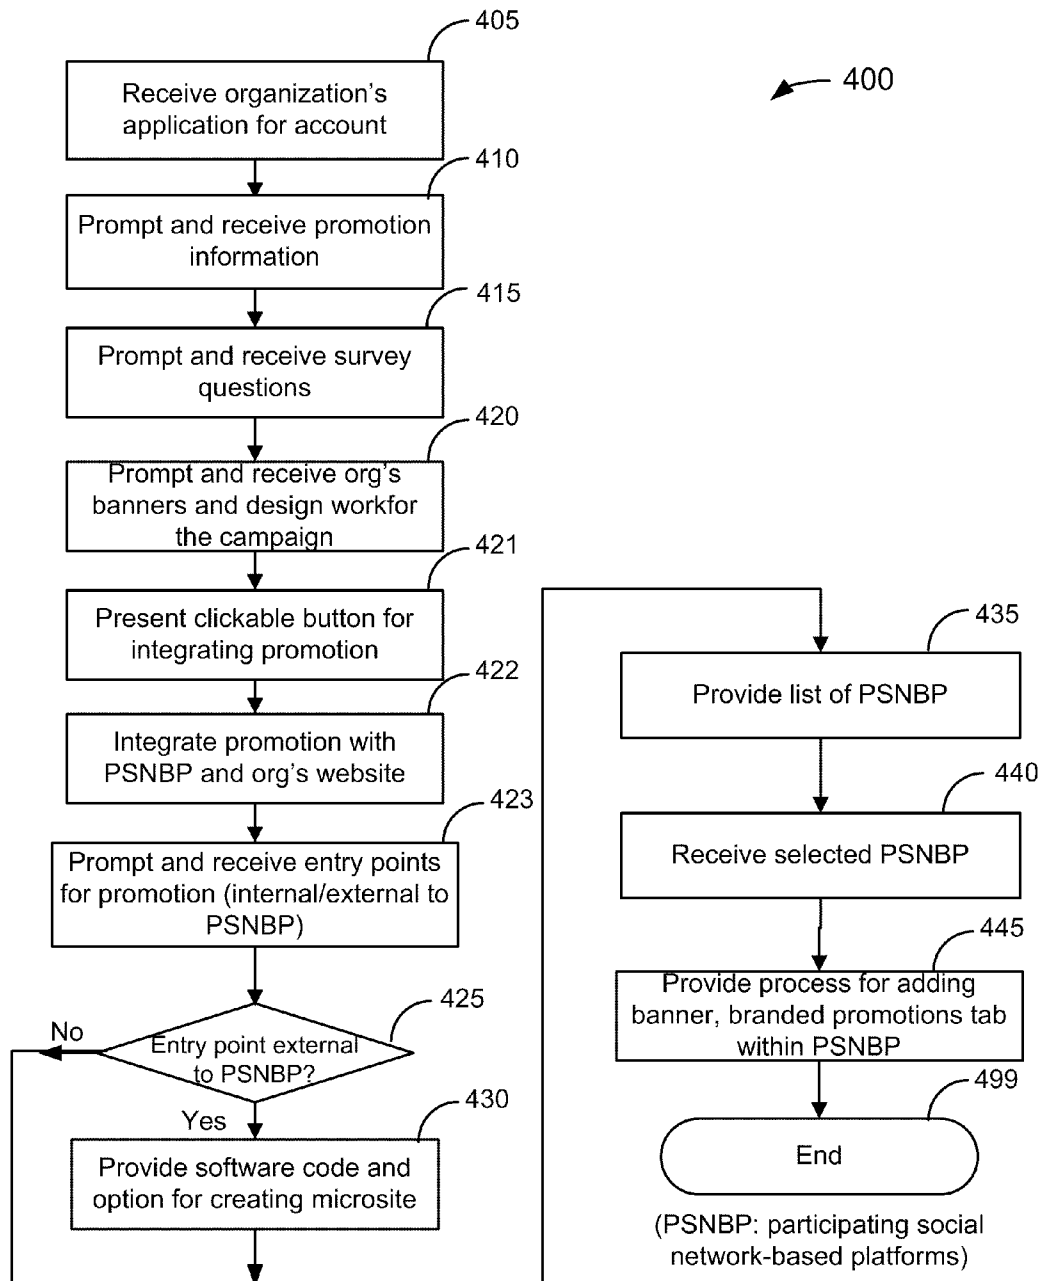 405
Receive organization's
application for account
400
410
Prompt and receive promotion
information
415
Prompt and receive survey
questions
420
Prompt and receive org's
banners and design workfor
the campaign
421
Present clickable button for
integrating promotion
422
Integrate promotion with
PSNBP and org's website
423
Prompt and receive entry points
for promotion (internal/external to
PSNBP)
425
No
Entry point external
to PSNBP?
Yes
430
Provide software code and
option for creating microsite
435
Provide list of PSNBP
440
Receive selected PSNBP
445
Provide process for adding
banner, branded promotions tab
within PSNBP
499
End
(PSNBP: participating social
network-based platforms)